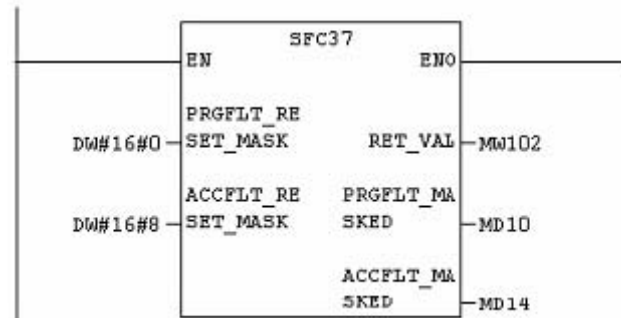 SFC37
EN ENO
PRGFLT_RE
DW#16#0 SET_MASK RET_VAL MW102
ACCFLT_RE PRGFLT_MA
DW#16#8 SET_MASK SKED MD10
ACCFLT_MA
SKED MD14